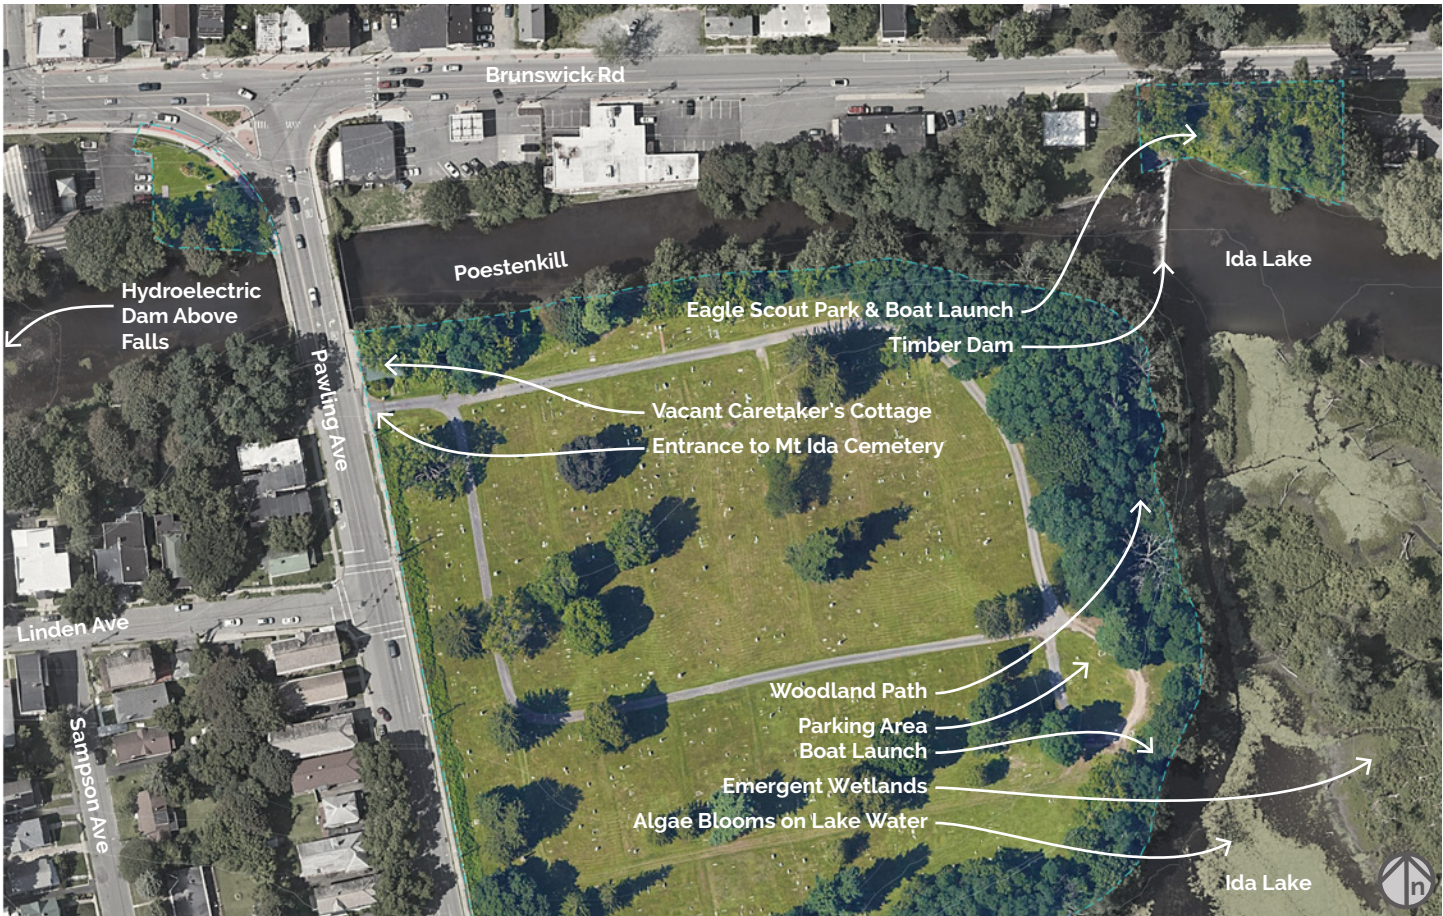 Brunswick Rd
Poestenkill
Ida Lake
Hydroelectric
Dam Above
Falls
Eagle Scout Park & Boat Launch
Timber Dam
Pawling Ave
Vacant Caretaker's Cottage
Entrance to Mt Ida Cemetery
Linden Ave
Sampson Ave
Woodland Path
Parking Area
Boat Launch
Emergent Wetlands
Algae Blooms on Lake Water
Ida Lake
n